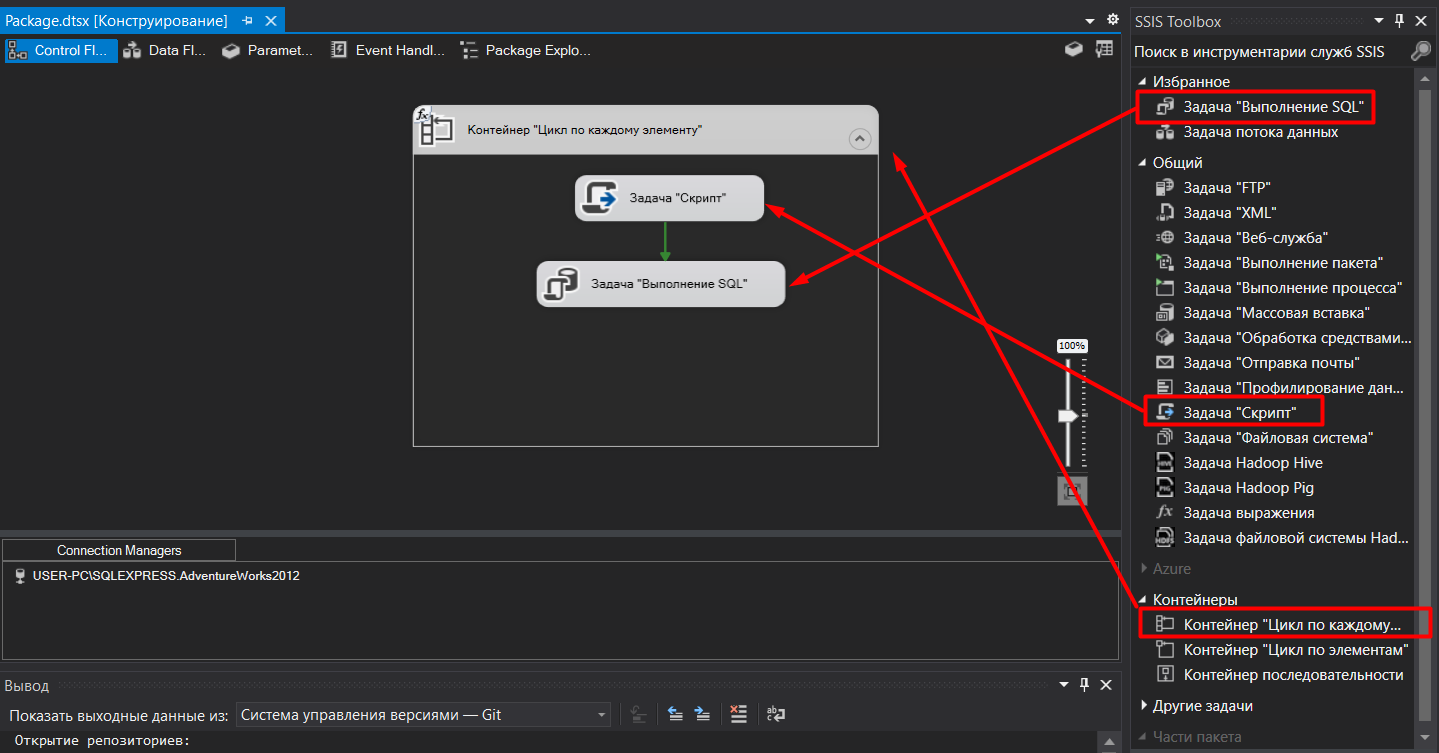 Package.dtsx [Конструирование]
Control Fl...
Data Fl...
Paramet...
Event Handl...
Package Explo...
fx
Контейнер "Цикл по каждому элементу"
Задача "Скрипт"
Задача "Выполнение SQL"
100%
Connection Managers
USER-PC\SQLEXPRESS.AdventureWorks2012
Вывод
Показать выходные данные из:
Система управления версиями — Git
Открытие репозиториев:
SSIS Toolbox
Поиск в инструментарии служб SSIS
Избранное
Задача "Выполнение SQL"
Задача потока данных
Общий
Задача "FTP"
Задача "XML"
Задача "Веб-служба"
Задача "Выполнение пакета"
Задача "Выполнение процесса"
Задача "Массовая вставка"
Задача "Обработка средствами...
Задача "Отправка почты"
Задача "Профилирование дан...
Задача "Скрипт"
Задача "Файловая система"
Задача Hadoop Hive
Задача Hadoop Pig
Задача выражения
Задача файловой системы Had...
Azure
Контейнеры
Контейнер "Цикл по каждому...
Контейнер "Цикл по элементам"
Контейнер последовательности
Другие задачи
Части пакета